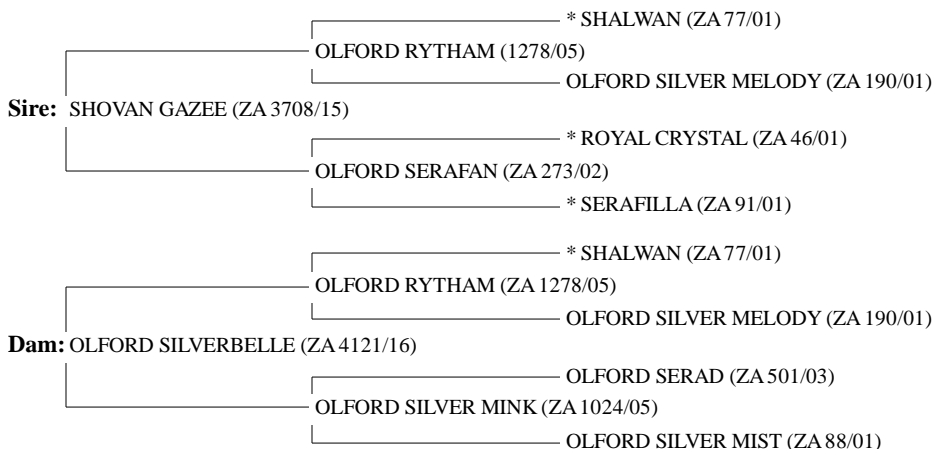 * SHALWAN (ZA 77/01)
OLFORD RYTHAM (1278/05)
OLFORD SILVER MELODY (ZA 190/01)
Sire: SHOVAN GAZEE (ZA 3708/15)
* ROYAL CRYSTAL (ZA 46/01)
OLFORD SERAFAN (ZA 273/02)
* SERAFILLA (ZA 91/01)
* SHALWAN (ZA 77/01)
OLFORD RYTHAM (ZA 1278/05)
OLFORD SILVER MELODY (ZA 190/01)
Dam: OLFORD SILVERBELLE (ZA 4121/16)
OLFORD SERAD (ZA 501/03)
OLFORD SILVER MINK (ZA 1024/05)
OLFORD SILVER MIST (ZA 88/01)